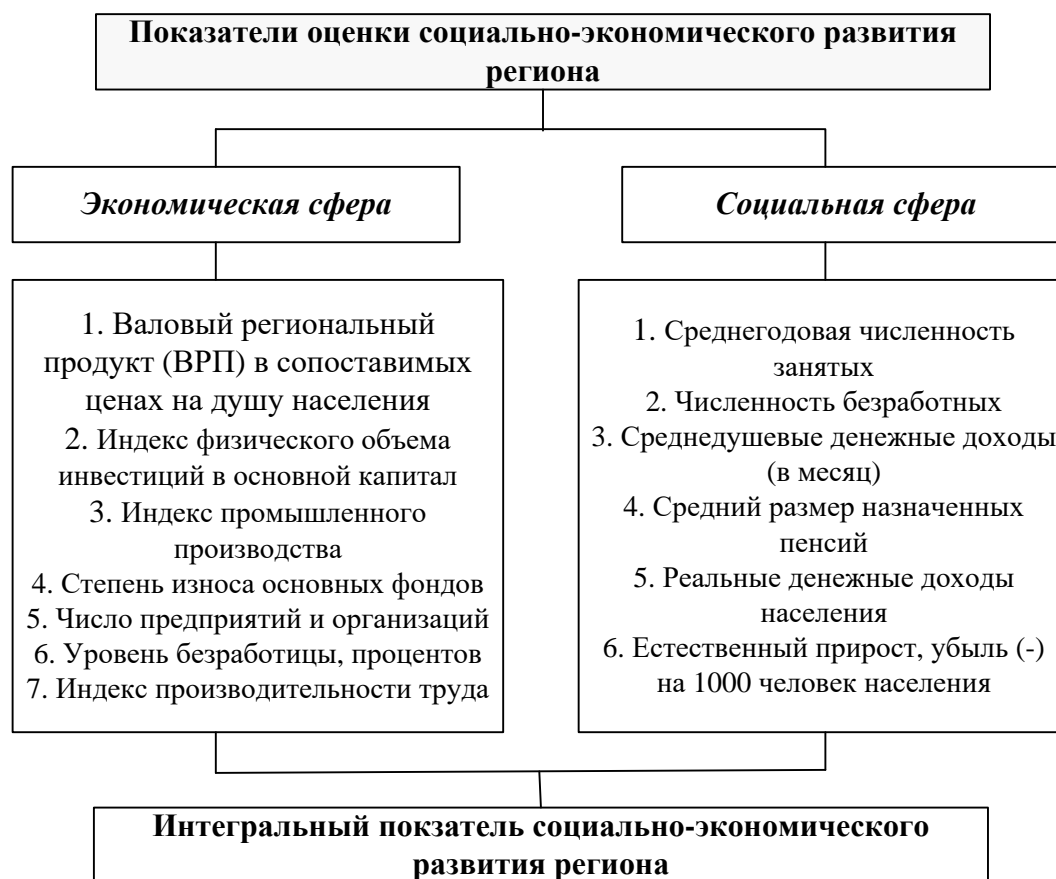 Показатели оценки социально-экономического развития
региона
Экономическая сфера
Социальная сфера
1. Валовый региональный
продукт (ВРП) в сопоставимых
ценах на душу населения
2. Индекс физического объема
инвестиций в основной капитал
3. Индекс промышленного
производства
4. Степень износа основных фондов
5. Число предприятий и организаций
6. Уровень безработицы, процентов
7. Индекс производительности труда
1. Среднегодовая численность
занятых
2. Численность безработных
3. Среднедушевые денежные доходы
(в месяц)
4. Средний размер назначенных
пенсий
5. Реальные денежные доходы
населения
6. Естественный прирост, убыль (-)
на 1000 человек населения
Интегральный покзатель социально-экономического
развития региона